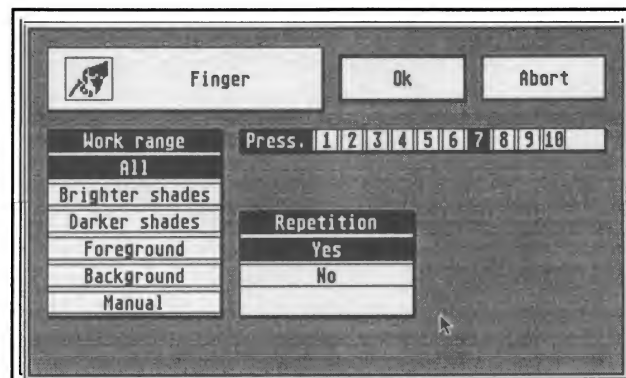 Finger
Ok
Abort
Work range
All
Brighter shades
Darker shades
Foreground
Background
Manual
Press. 1 2 3 4 5 6 7 8 9 10
Repetition
Yes
No